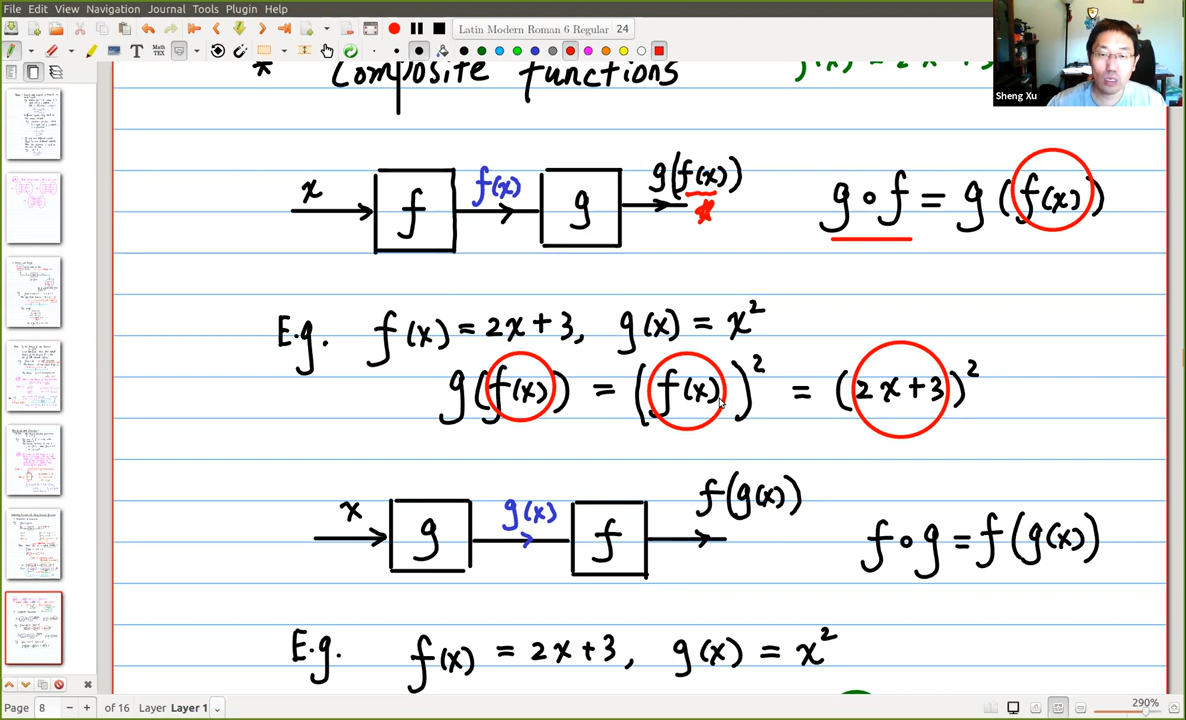 File Edit View Navigation Journal Tools Plugin Help
Latin Modern Roman 6 Regular 24
* Composite functions
x f f(x) g g(f(x)) g∘f = g(f(x))
E.g. f(x) = 2x+3, g(x) = x²
g(f(x)) = (f(x))² = (2x+3)²
x g g(x) f f(g(x)) f∘g = f(g(x))
E.g. f(x) = 2x+3, g(x) = x²
Sheng Xu
Page 8 of 16 Layer Layer 1 290%